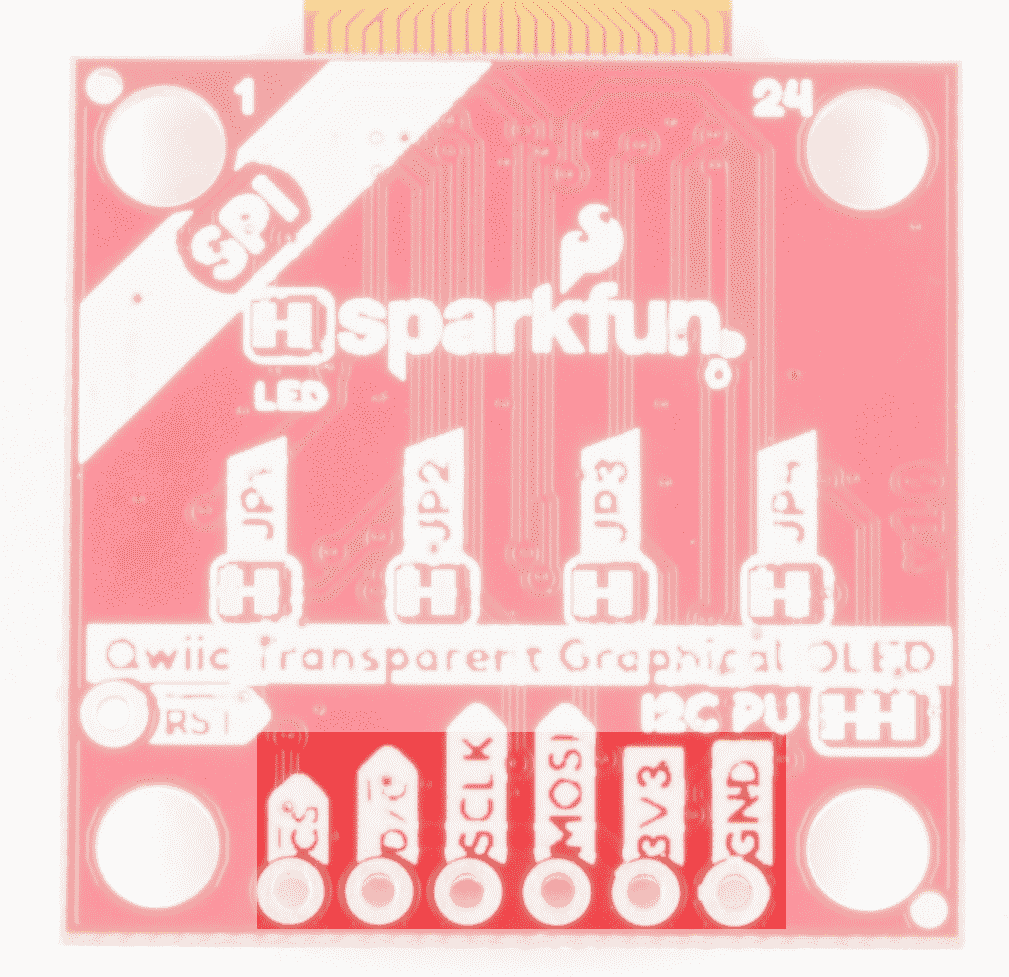 1
24
SPI
sparkfun
LED
JP1
JP2
JP3
Qwiic Transparent Graphical OLED
RST
I2C PU
CS
D/C
SCLK
MOSI
3V3
GND